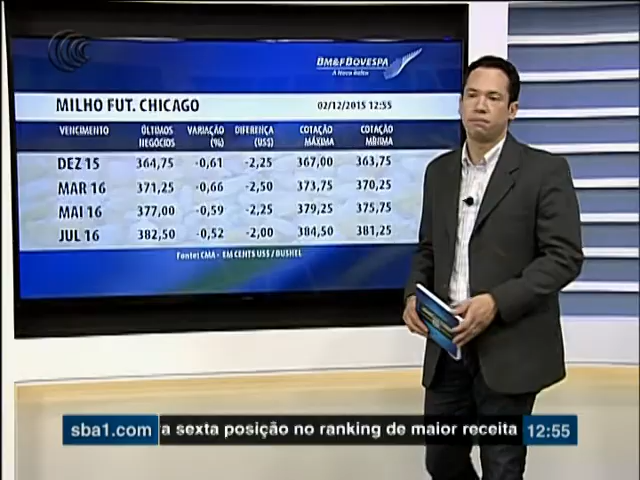 BM&FBOVESPA
A Nova Bolsa
MILHO FUT. CHICAGO 02/12/2015 12:55
VENCIMENTO ÚLTIMOS NEGÓCIOS VARIAÇÃO (%) DIFERENÇA (US$) COTAÇÃO MÁXIMA COTAÇÃO MÍNIMA
DEZ 15 364,75 -0,61 -2,25 367,00 363,75
MAR 16 371,25 -0,66 -2,50 373,75 370,25
MAI 16 377,00 -0,59 -2,25 379,25 375,75
JUL 16 382,50 -0,52 -2,00 384,50 381,25
Fonte: CMA - EM CENTS US$ / BUSHEL
sba1.com a sexta posição no ranking de maior receita 12:55